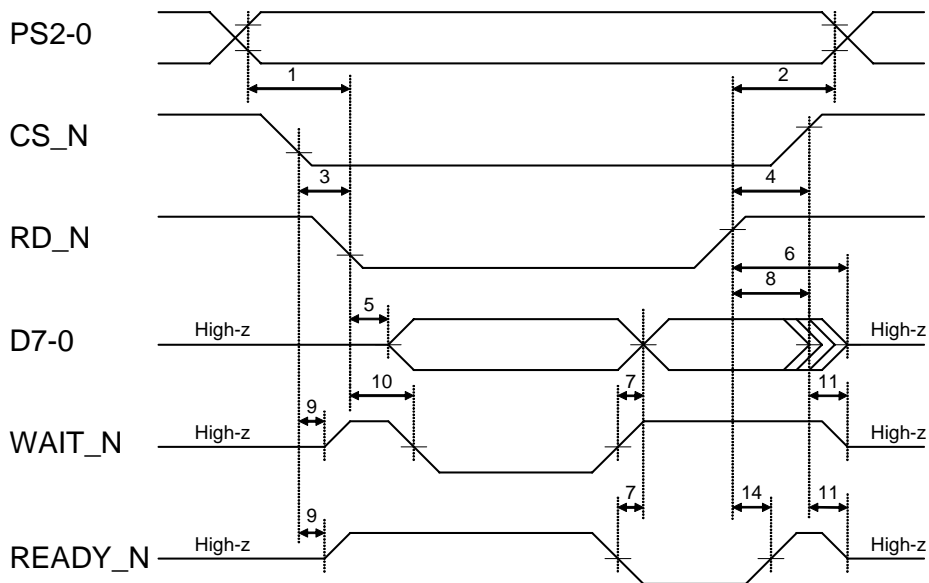 PS2-0
1
2
CS_N
3
4
RD_N
6
8
5
D7-0
High-z
High-z
10
7
11
9
WAIT_N
High-z
High-z
7
14
11
9
READY_N
High-z
High-z